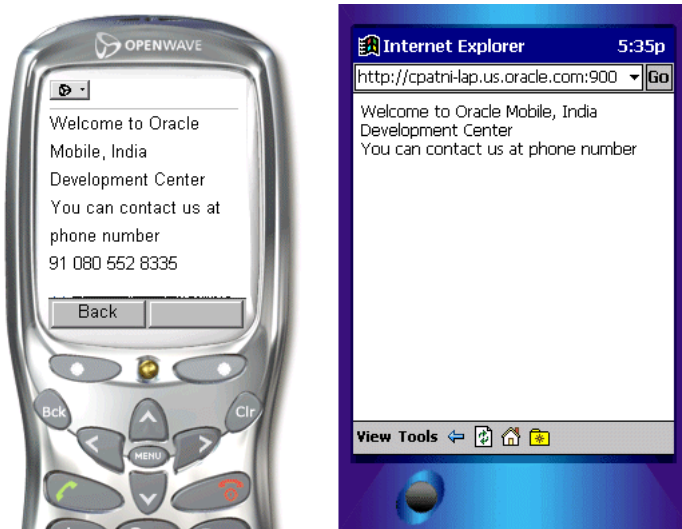 OPENWAVE
Welcome to Oracle
Mobile, India
Development Center
You can contact us at
phone number
91 080 552 8335
Back
Bck
Clr
MENU
Internet Explorer 5:35p
http://cpatni-lap.us.oracle.com:900 Go
Welcome to Oracle Mobile, India
Development Center
You can contact us at phone number
View Tools